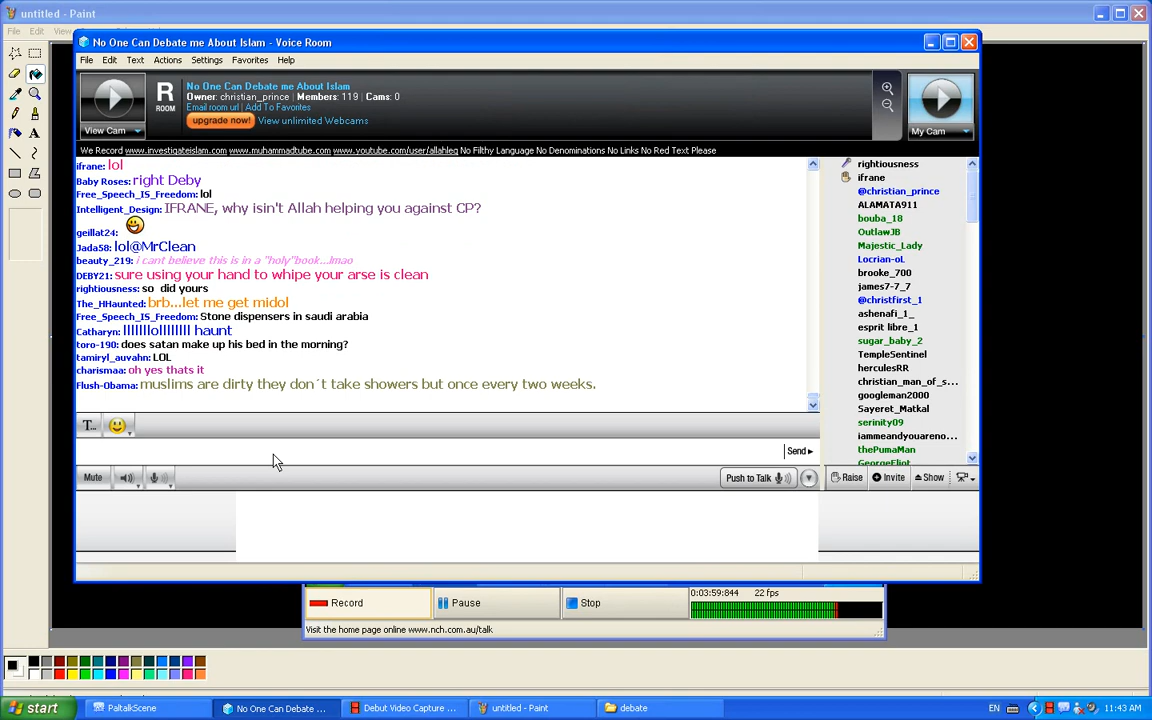 untitled - Paint
File Edit View
No One Can Debate me About Islam - Voice Room
File Edit Text Actions Settings Favorites Help
No One Can Debate me About Islam
R
ROOM
Owner: christian_prince | Members: 119 | Cams: 0
Email room url | Add To Favorites
upgrade now! View unlimited Webcams
View Cam
My Cam
We Record www.investigateislam.com www.muhammadtube.com www.youtube.com/user/allahleq No Filthy Language No Denominations No Links No Red Text Please
ifrane: lol
Baby Roses: right Deby
Free_Speech_IS_Freedom: lol
Intelligent_Design: IFRANE, why isin't Allah helping you against CP?
geillat24:
Jada58: lol@MrClean
beauty_219: i cant believe this is in a "holy"book...lmao
DEBY21: sure using your hand to whipe your arse is clean
rightiousness: so did yours
The_HHaunted: brb...let me get midol
Free_Speech_IS_Freedom: Stone dispensers in saudi arabia
Catharyn: lllllllollllllll haunt
toro-190: does satan make up his bed in the morning?
tamiryl_auvahn: LOL
charismaa: oh yes thats it
Flush-Obama: muslims are dirty they don´t take showers but once every two weeks.
rightiousness
ifrane
@christian_prince
ALAMATA911
bouba_18
OutlawJB
Majestic_Lady
Locrian-oL
brooke_700
james7-7_7
@christfirst_1
ashenafi_1_
esprit libre_1
sugar_baby_2
TempleSentinel
herculesRR
christian_man_of_s...
googleman2000
Sayeret_Matkal
serinity09
iammeandyouareno...
thePumaMan
GeorgeEliot
T...
Send
Mute
Push to Talk
Raise Invite Show
Record Pause Stop
0:03:59:844 22 fps
Visit the home page online www.nch.com.au/talk
start PaltalkScene No One Can Debate ... Debut Video Capture ... untitled - Paint debate EN 11:43 AM